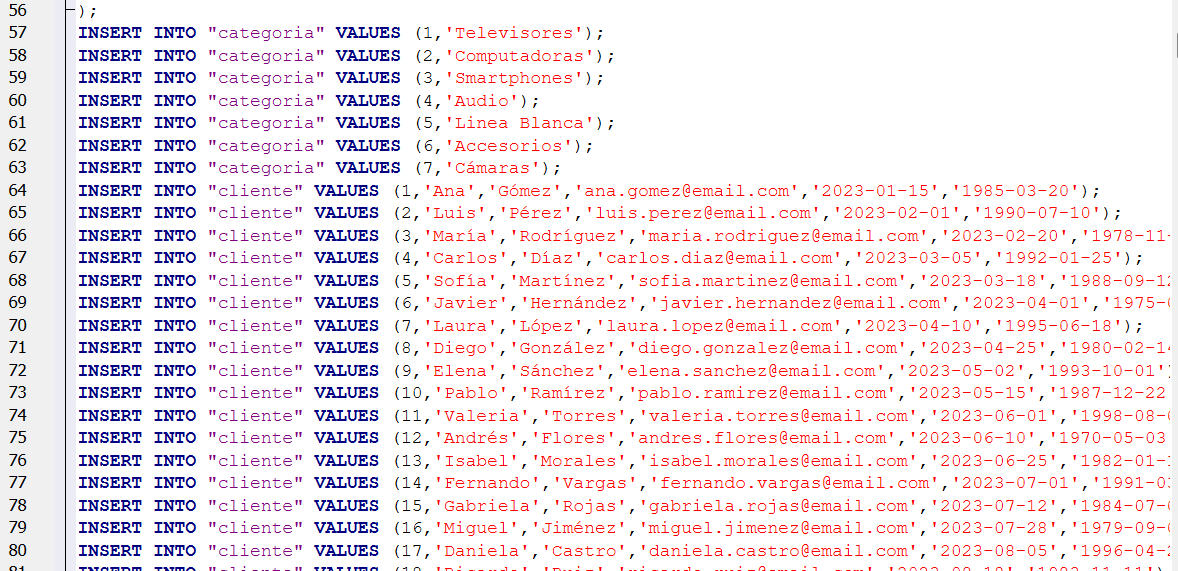 56 );
57 INSERT INTO "categoria" VALUES (1,'Televisores');
58 INSERT INTO "categoria" VALUES (2,'Computadoras');
59 INSERT INTO "categoria" VALUES (3,'Smartphones');
60 INSERT INTO "categoria" VALUES (4,'Audio');
61 INSERT INTO "categoria" VALUES (5,'Linea Blanca');
62 INSERT INTO "categoria" VALUES (6,'Accesorios');
63 INSERT INTO "categoria" VALUES (7,'Cámaras');
64 INSERT INTO "cliente" VALUES (1,'Ana','Gómez','ana.gomez@email.com','2023-01-15','1985-03-20');
65 INSERT INTO "cliente" VALUES (2,'Luis','Pérez','luis.perez@email.com','2023-02-01','1990-07-10');
66 INSERT INTO "cliente" VALUES (3,'María','Rodríguez','maria.rodriguez@email.com','2023-02-20','1978-11-
67 INSERT INTO "cliente" VALUES (4,'Carlos','Díaz','carlos.diaz@email.com','2023-03-05','1992-01-25');
68 INSERT INTO "cliente" VALUES (5,'Sofía','Martínez','sofia.martinez@email.com','2023-03-18','1988-09-12
69 INSERT INTO "cliente" VALUES (6,'Javier','Hernández','javier.hernandez@email.com','2023-04-01','1975-0
70 INSERT INTO "cliente" VALUES (7,'Laura','López','laura.lopez@email.com','2023-04-10','1995-06-18');
71 INSERT INTO "cliente" VALUES (8,'Diego','González','diego.gonzalez@email.com','2023-04-25','1980-02-14
72 INSERT INTO "cliente" VALUES (9,'Elena','Sánchez','elena.sanchez@email.com','2023-05-02','1993-10-01')
73 INSERT INTO "cliente" VALUES (10,'Pablo','Ramírez','pablo.ramirez@email.com','2023-05-15','1987-12-22
74 INSERT INTO "cliente" VALUES (11,'Valeria','Torres','valeria.torres@email.com','2023-06-01','1998-08-0
75 INSERT INTO "cliente" VALUES (12,'Andrés','Flores','andres.flores@email.com','2023-06-10','1970-05-03
76 INSERT INTO "cliente" VALUES (13,'Isabel','Morales','isabel.morales@email.com','2023-06-25','1982-01-
77 INSERT INTO "cliente" VALUES (14,'Fernando','Vargas','fernando.vargas@email.com','2023-07-01','1991-03
78 INSERT INTO "cliente" VALUES (15,'Gabriela','Rojas','gabriela.rojas@email.com','2023-07-12','1984-07-0
79 INSERT INTO "cliente" VALUES (16,'Miguel','Jiménez','miguel.jimenez@email.com','2023-07-28','1979-09-0
80 INSERT INTO "cliente" VALUES (17,'Daniela','Castro','daniela.castro@email.com','2023-08-05','1996-04-2